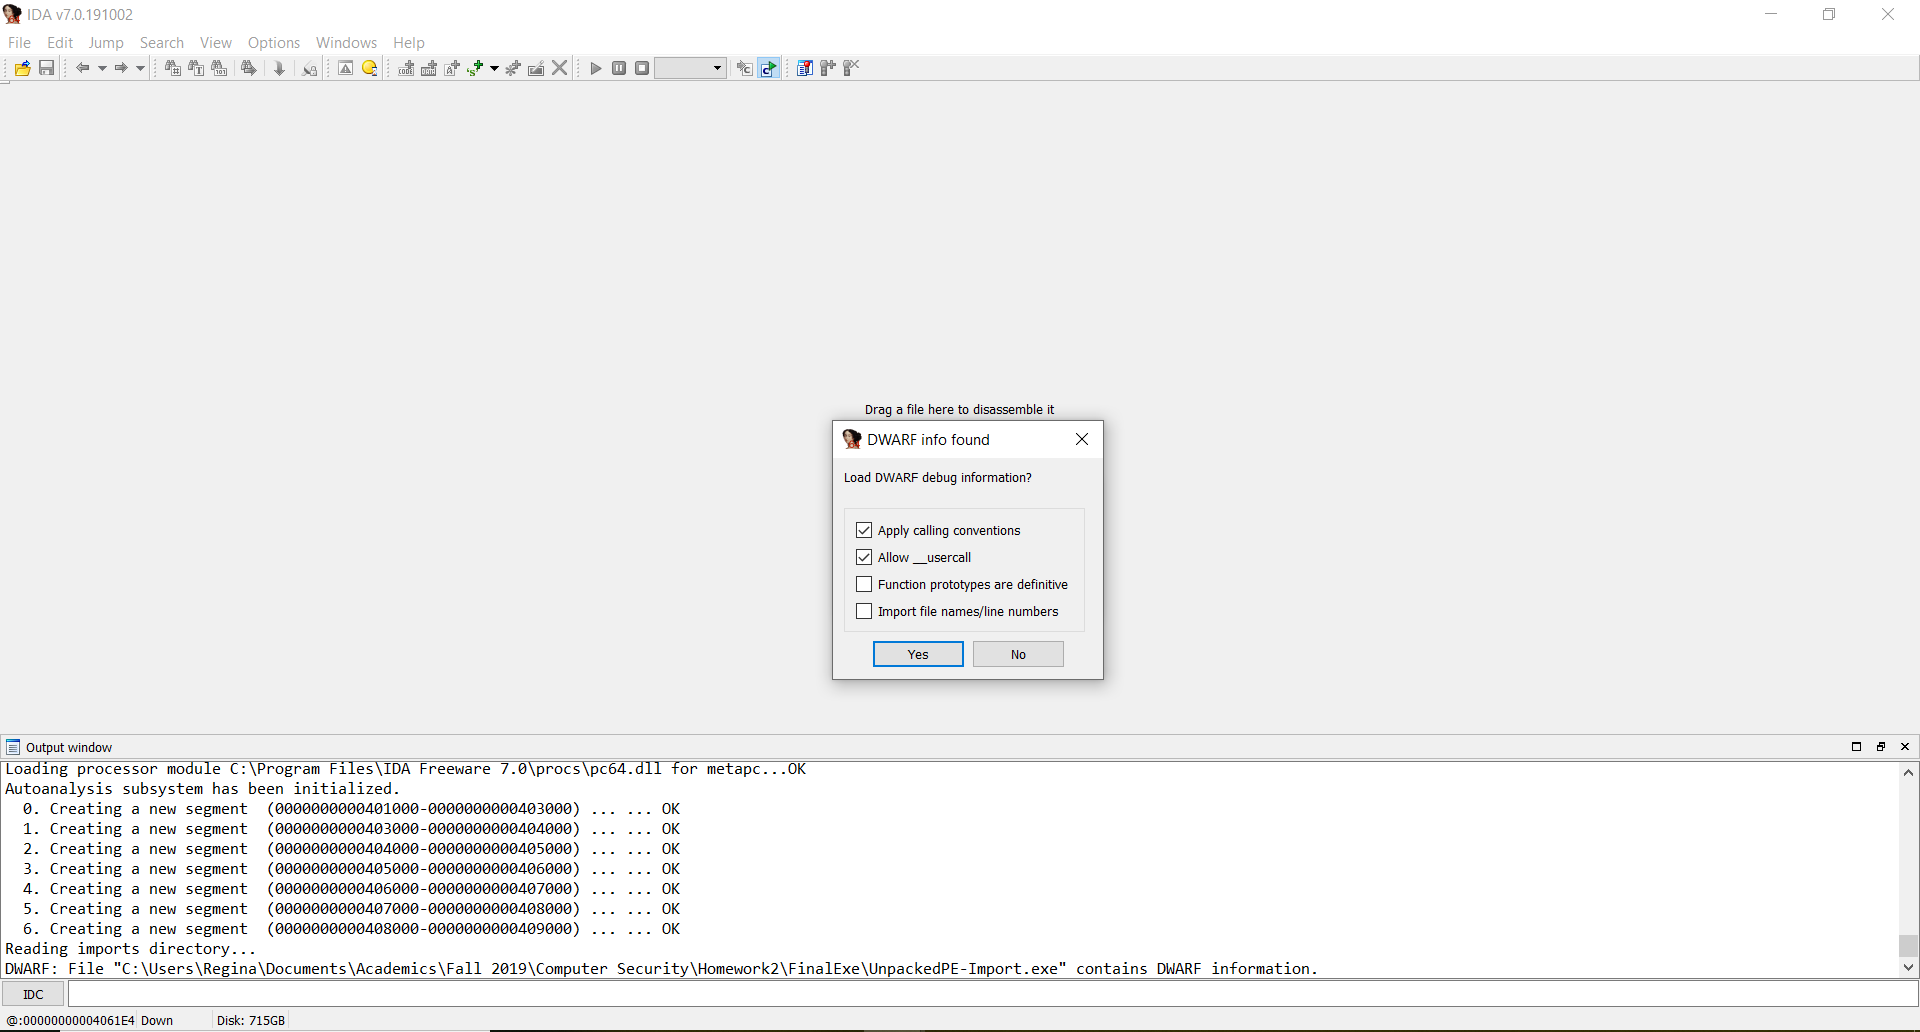 IDA v7.0.191002
File Edit Jump Search View Options Windows Help
Drag a file here to disassemble it
DWARF info found
Load DWARF debug information?
Apply calling conventions
Allow __usercall
Function prototypes are definitive
Import file names/line numbers
Yes No
Output window
Loading processor module C:\Program Files\IDA Freeware 7.0\procs\pc64.dll for metapc...OK
Autoanalysis subsystem has been initialized.
0. Creating a new segment (0000000000401000-0000000000403000) ... ... OK
1. Creating a new segment (0000000000403000-0000000000404000) ... ... OK
2. Creating a new segment (0000000000404000-0000000000405000) ... ... OK
3. Creating a new segment (0000000000405000-0000000000406000) ... ... OK
4. Creating a new segment (0000000000406000-0000000000407000) ... ... OK
5. Creating a new segment (0000000000407000-0000000000408000) ... ... OK
6. Creating a new segment (0000000000408000-0000000000409000) ... ... OK
Reading imports directory...
DWARF: File "C:\Users\Regina\Documents\Academics\Fall 2019\Computer Security\Homework2\FinalExe\UnpackedPE-Import.exe" contains DWARF information.
IDC
@:00000000004061E4 Down Disk: 715GB